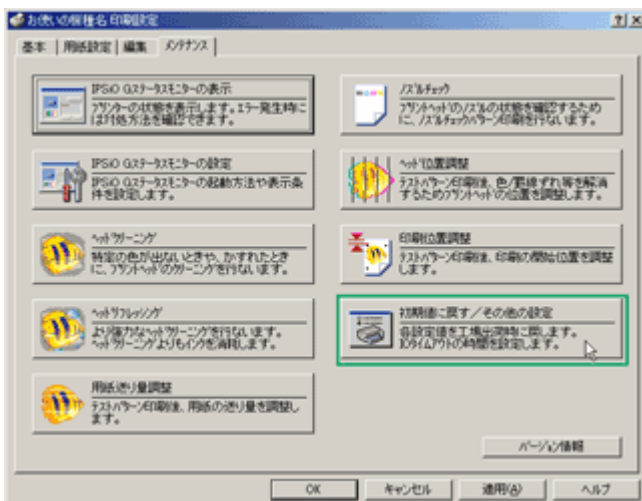 お使いの機種名 印刷設定
基本 用紙設定 編集 メンテナンス
IPSiO Gステータスモニターの表示
プリンターの状態を表示します。エラー発生時に
は対処方法を確認できます。
IPSiO Gステータスモニターの設定
IPSiO Gステータスモニターの起動方法や表示条
件を設定します。
ヘッドクリーニング
特定の色が出ないときや、かすれたとき
に、プリントヘッドのクリーニングを行ないます。
ヘッドリフレッシング
より強力なヘッドクリーニングを行ないます。
ヘッドクリーニングよりもインクを消耗します。
用紙送り量調整
テストパターン印刷後、用紙の送り量を調整し
ます。
ノズルチェック
プリントヘッドのノズルの状態を確認するため
に、ノズルチェックパターン印刷を行ないます。
ヘッド位置調整
テストパターン印刷後、色/罫線ずれ等を解消
するためプリントヘッドの位置を調整します。
印刷位置調整
テストパターン印刷後、印刷の開始位置を調整
します。
初期値に戻す/その他の設定
各設定値を工場出荷時に戻します。
IOタイムアウトの時間を設定します。
バージョン情報
OK キャンセル 適用(A) ヘルプ